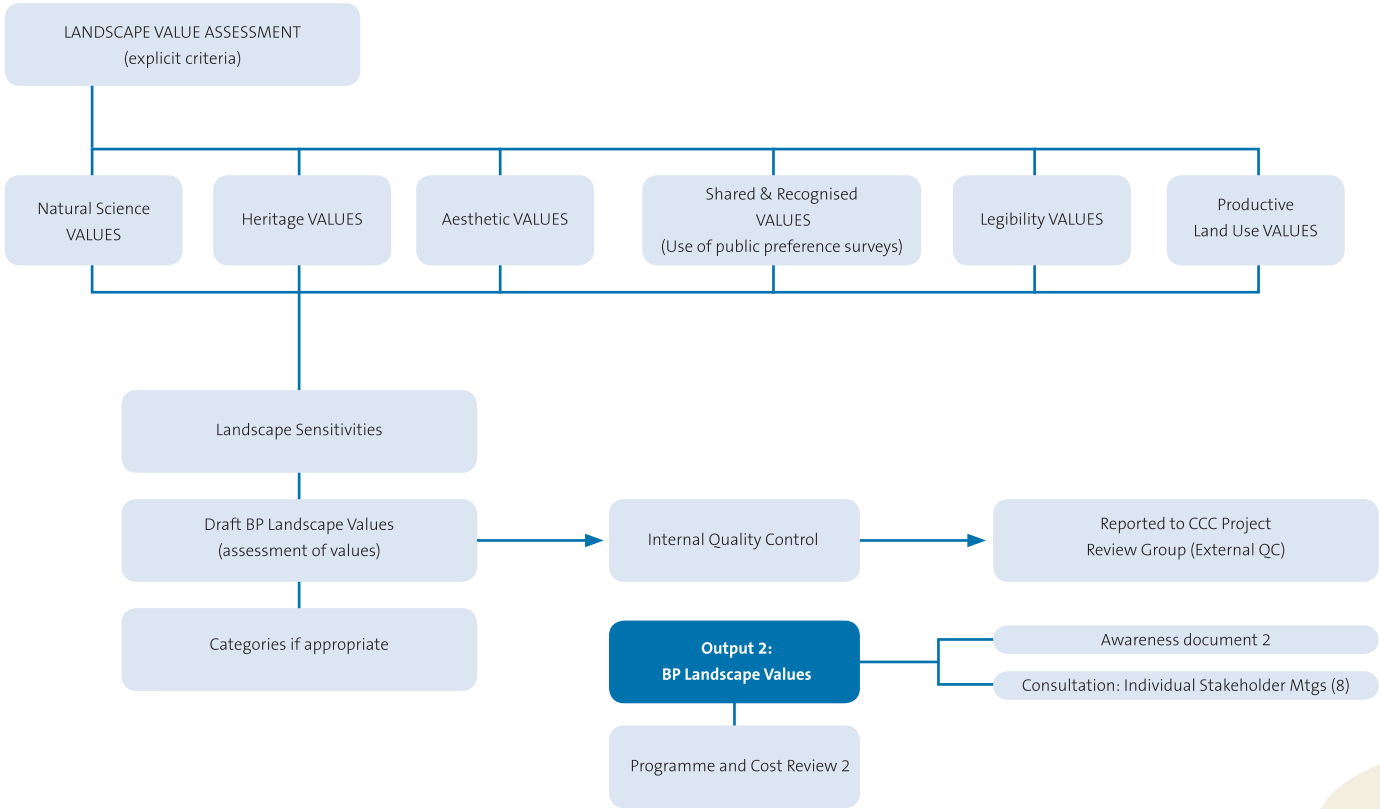 LANDSCAPE VALUE ASSESSMENT
(explicit criteria)
Natural Science
VALUES
Heritage VALUES
Aesthetic VALUES
Shared & Recognised
VALUES
(Use of public preference surveys)
Legibility VALUES
Productive
Land Use VALUES
Landscape Sensitivities
Draft BP Landscape Values
(assessment of values)
Internal Quality Control
Reported to CCC Project
Review Group (External QC)
Categories if appropriate
Output 2:
BP Landscape Values
Awareness document 2
Consultation: Individual Stakeholder Mtgs (8)
Programme and Cost Review 2